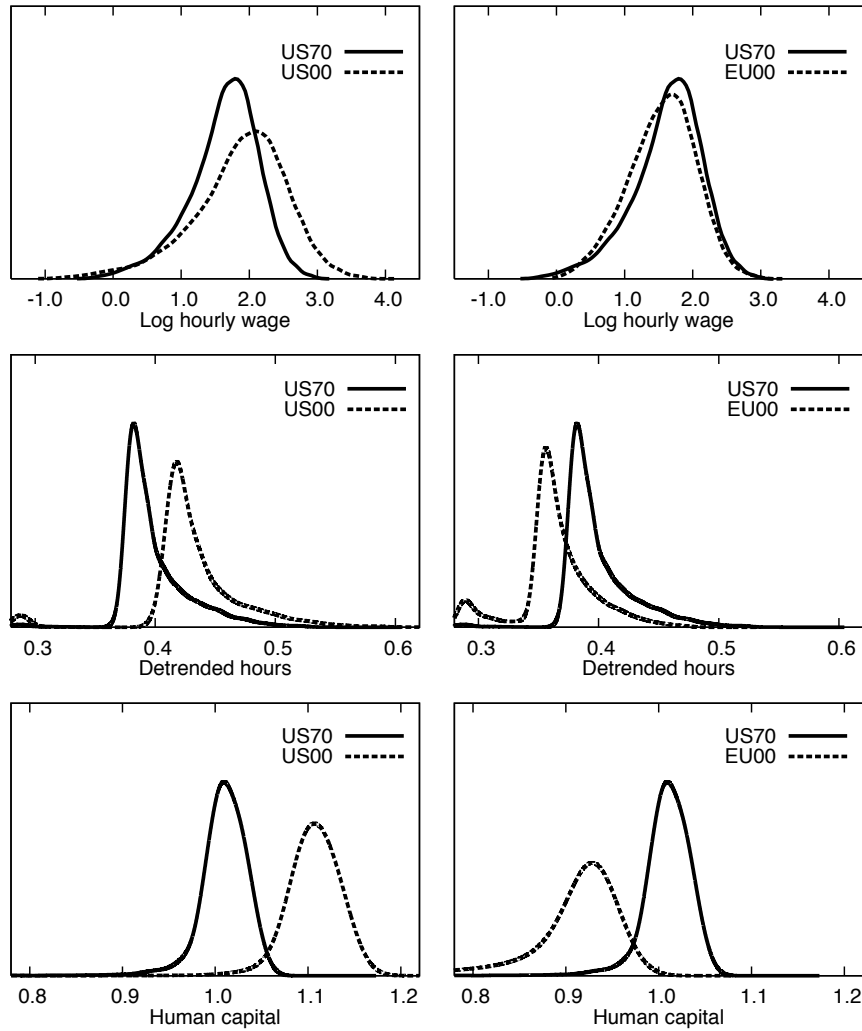 US70
US00
-1.0 0.0 1.0 2.0 3.0 4.0
Log hourly wage
US70
EU00
-1.0 0.0 1.0 2.0 3.0 4.0
Log hourly wage
US70
US00
0.3 0.4 0.5 0.6
Detrended hours
US70
EU00
0.3 0.4 0.5 0.6
Detrended hours
US70
US00
0.8 0.9 1.0 1.1 1.2
Human capital
US70
EU00
0.8 0.9 1.0 1.1 1.2
Human capital